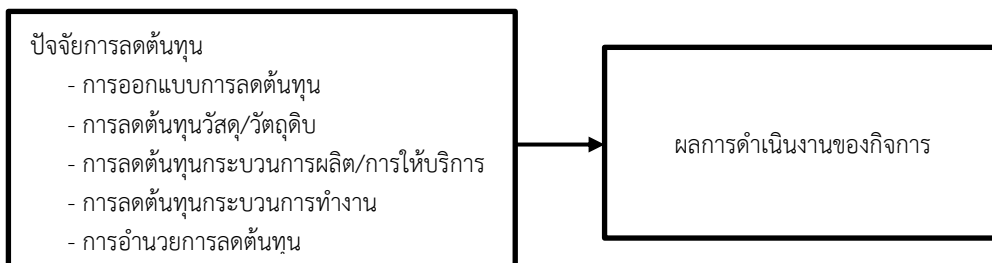 ปัจจัยการลดต้นทุน
- การออกแบบการลดต้นทุน
- การลดต้นทุนวัสดุ/วัตถุดิบ
- การลดต้นทุนกระบวนการผลิต/การให้บริการ
- การลดต้นทุนกระบวนการทำงาน
- การอำนวยการลดต้นทุน
ผลการดำเนินงานของกิจการ